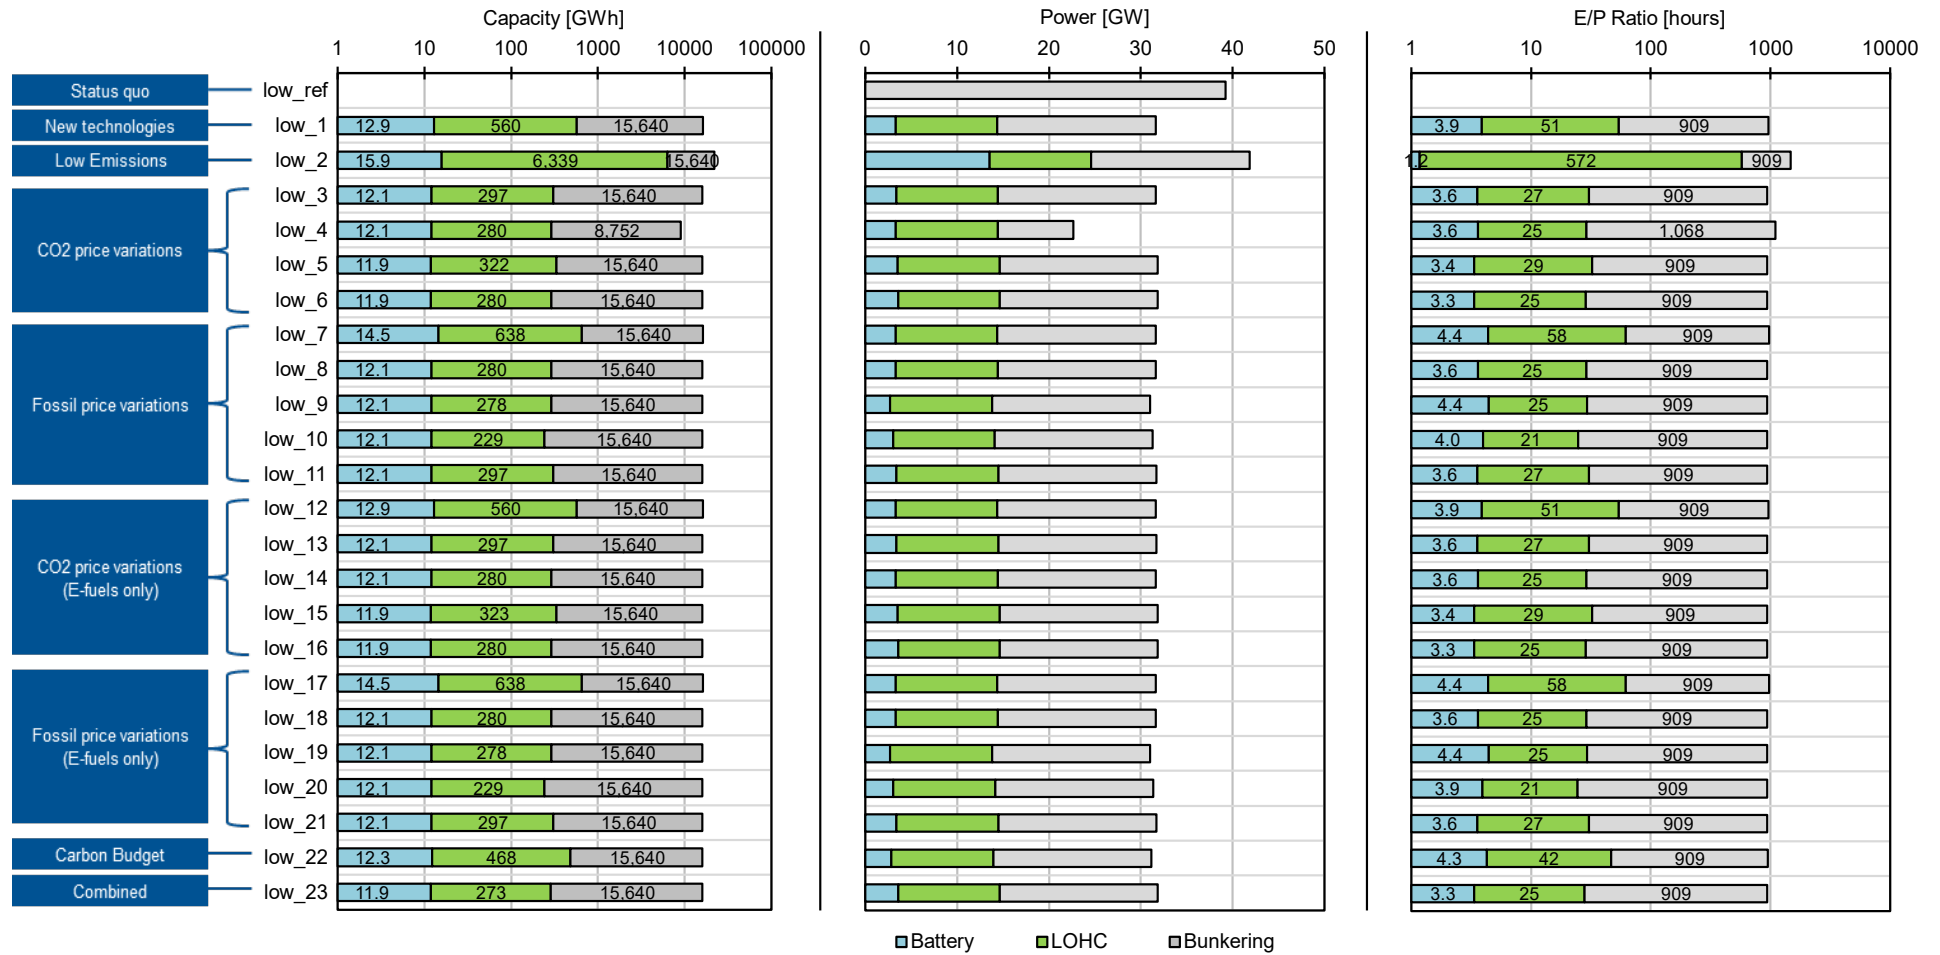 Capacity [GWh] Power [GW] E/P Ratio [hours]
1 10 100 1000 10000 100000 0 10 20 30 40 50 1 10 100 1000 10000
Status quo low_ref
New technologies low_1 12.9 560 15,640 3.9 51 909
Low Emissions low_2 15.9 6,339 15,640 1.2 572 909
low_3 12.1 297 15,640 3.6 27 909
low_4 12.1 280 8,752 3.6 25 1,068
CO2 price variations
low_5 11.9 322 15,640 3.4 29 909
low_6 11.9 280 15,640 3.3 25 909
low_7 14.5 638 15,640 4.4 58 909
low_8 12.1 280 15,640 3.6 25 909
Fossil price variations low_9 12.1 278 15,640 4.4 25 909
low_10 12.1 229 15,640 4.0 21 909
low_11 12.1 297 15,640 3.6 27 909
low_12 12.9 560 15,640 3.9 51 909
low_13 12.1 297 15,640 3.6 27 909
CO2 price variations
(E-fuels only)
low_14 12.1 280 15,640 3.6 25 909
low_15 11.9 323 15,640 3.4 29 909
low_16 11.9 280 15,640 3.3 25 909
low_17 14.5 638 15,640 4.4 58 909
low_18 12.1 280 15,640 3.6 25 909
Fossil price variations
(E-fuels only)
low_19 12.1 278 15,640 4.4 25 909
low_20 12.1 229 15,640 3.9 21 909
low_21 12.1 297 15,640 3.6 27 909
Carbon Budget low_22 12.3 468 15,640 4.3 42 909
Combined low_23 11.9 273 15,640 3.3 25 909
Battery LOHC Bunkering